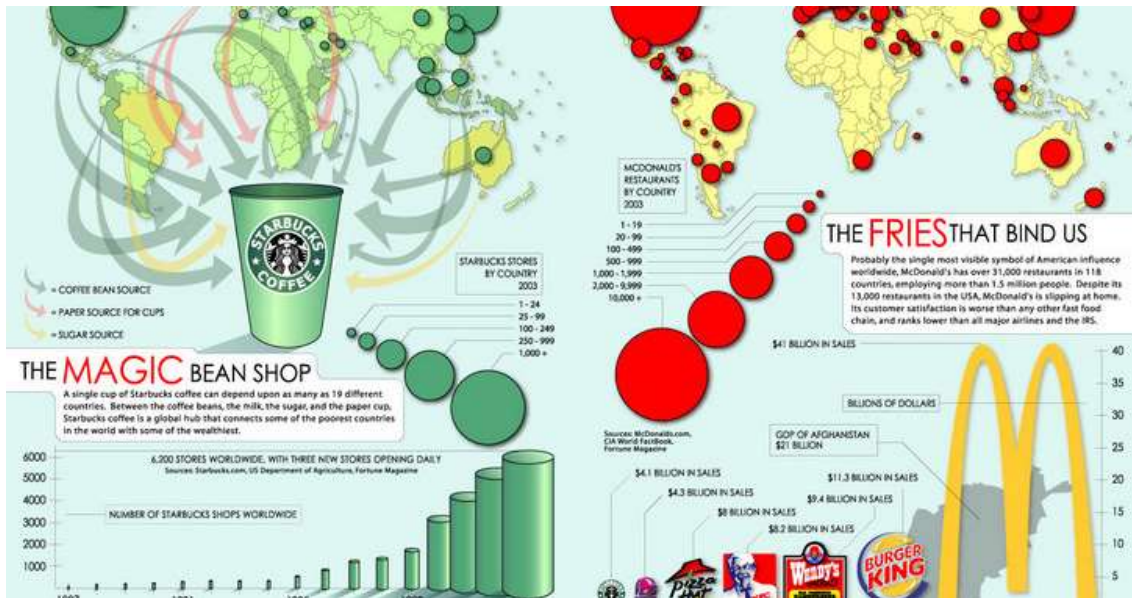 STARBUCKS
COFFEE
= COFFEE BEAN SOURCE
= PAPER SOURCE FOR CUPS
= SUGAR SOURCE
STARBUCKS STORES
BY COUNTRY
2003
1 - 24
25 - 99
100 - 249
250 - 999
1,000 +
THE MAGIC BEAN SHOP
A single cup of Starbucks coffee can depend upon as many as 19 different
countries. Between the coffee beans, the milk, the sugar, and the paper cup,
Starbucks coffee is a global hub that connects some of the poorest countries
in the world with some of the wealthiest.
6,200 STORES WORLDWIDE, WITH THREE NEW STORES OPENING DAILY
Sources: Starbucks.com, US Department of Agriculture, Fortune Magazine
NUMBER OF STARBUCKS SHOPS WORLDWIDE
6000
5000
4000
3000
2000
1000
MCDONALD'S
RESTAURANTS
BY COUNTRY
2003
1 - 19
20 - 99
100 - 499
500 - 999
1,000 - 1,999
2,000 - 9,999
10,000 +
Sources: McDonalds.com,
CIA World FactBook,
Fortune Magazine
THE FRIES THAT BIND US
Probably the single most visible symbol of American influence
worldwide, McDonald's has over 31,000 restaurants in 118
countries, employing more than 1.5 million people. Despite its
13,000 restaurants in the USA, McDonald's is slipping at home.
Its customer satisfaction is worse than any other fast food
chain, and ranks lower than all major airlines and the IRS.
$41 BILLION IN SALES
BILLIONS OF DOLLARS
GDP OF AFGHANISTAN
$21 BILLION
$4.1 BILLION IN SALES
$4.3 BILLION IN SALES
$8 BILLION IN SALES
$8.2 BILLION IN SALES
$9.4 BILLION IN SALES
$11.3 BILLION IN SALES
Pizza
Wendy's
BURGER
KING
40
35
30
25
20
15
10
5